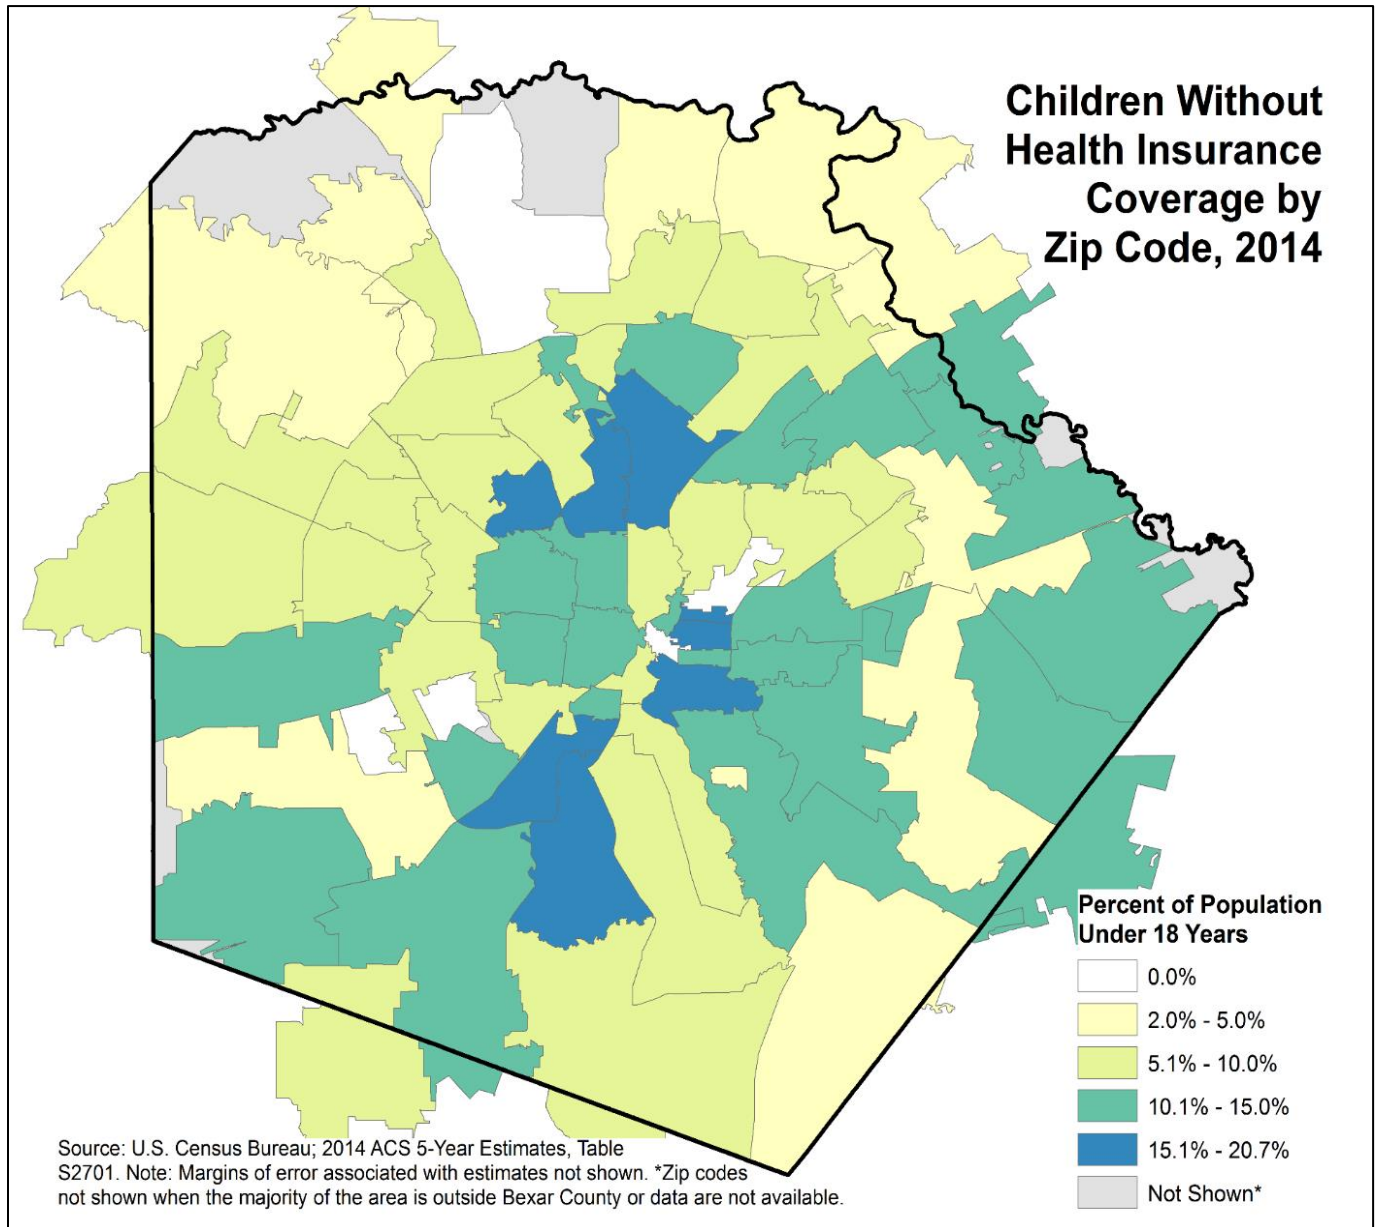 Children Without
Health Insurance
Coverage by
Zip Code, 2014
Percent of Population
Under 18 Years
0.0%
2.0% - 5.0%
5.1% - 10.0%
10.1% - 15.0%
15.1% - 20.7%
Not Shown*
Source: U.S. Census Bureau; 2014 ACS 5-Year Estimates, Table
S2701. Note: Margins of error associated with estimates not shown. *Zip codes
not shown when the majority of the area is outside Bexar County or data are not available.